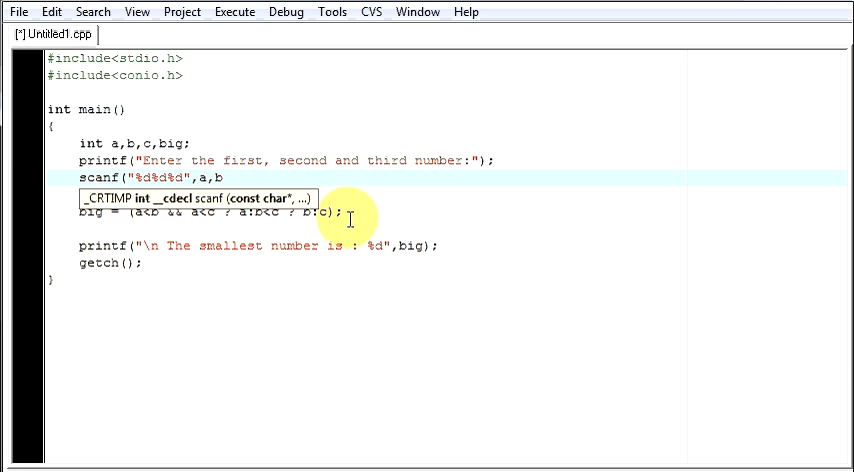 File Edit Search View Project Execute Debug Tools CVS Window Help
[*] Untitled1.cpp
#include<stdio.h>
#include<conio.h>
int main()
{
int a,b,c,big;
printf("Enter the first, second and third number:");
scanf("%d%d%d",a,b
_CRTIMP int __cdecl scanf (const char*, ...)
big = (a<b && a<c ? a:b<c ? b:c);
printf("\n The smallest number is : %d",big);
getch();
}